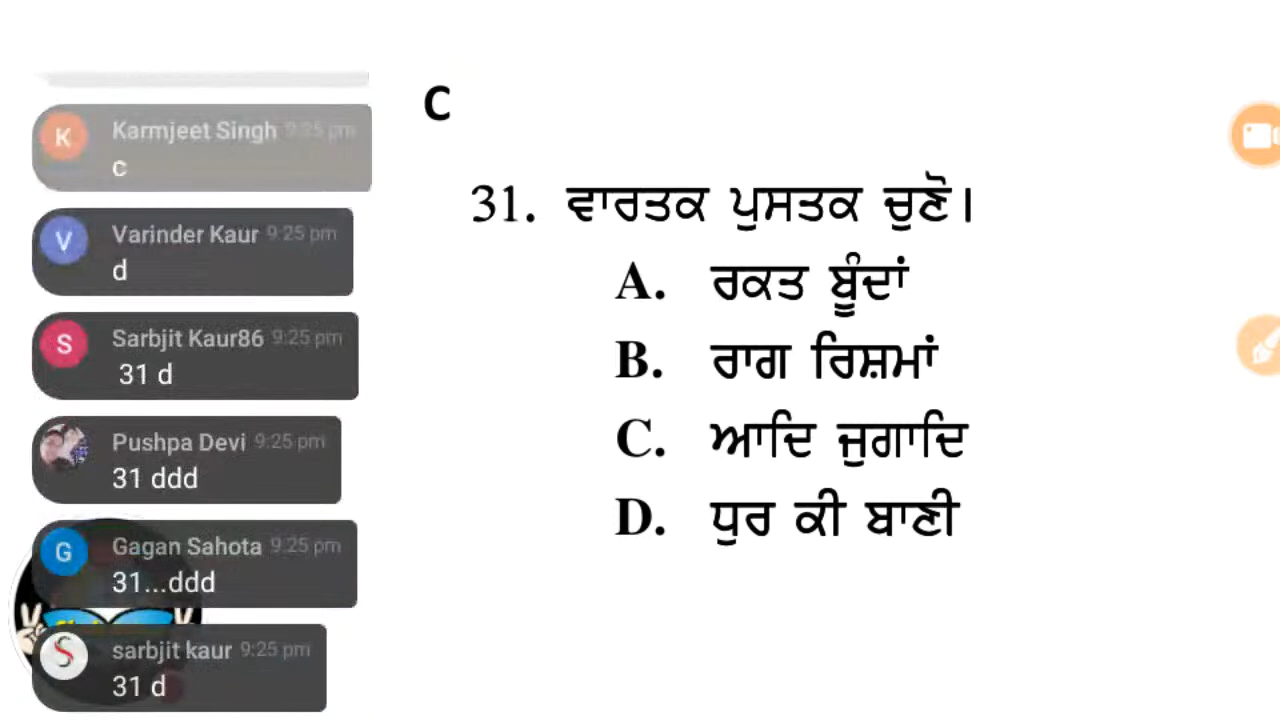 C
31. ਵਾਰਤਕ ਪੁਸਤਕ ਚੁਣੋ।
A. ਰਕਤ ਬੂੰਦਾਂ
B. ਰਾਗ ਰਿਸ਼ਮਾਂ
C. ਆਦਿ ਜੁਗਾਦਿ
D. ਧੁਰ ਕੀ ਬਾਣੀ
K
Karmjeet Singh 9:25 pm
c
V
Varinder Kaur 9:25 pm
d
S
Sarbjit Kaur86 9:25 pm
31 d
Pushpa Devi 9:25 pm
31 ddd
G
Gagan Sahota 9:25 pm
31...ddd
S
sarbjit kaur 9:25 pm
31 d